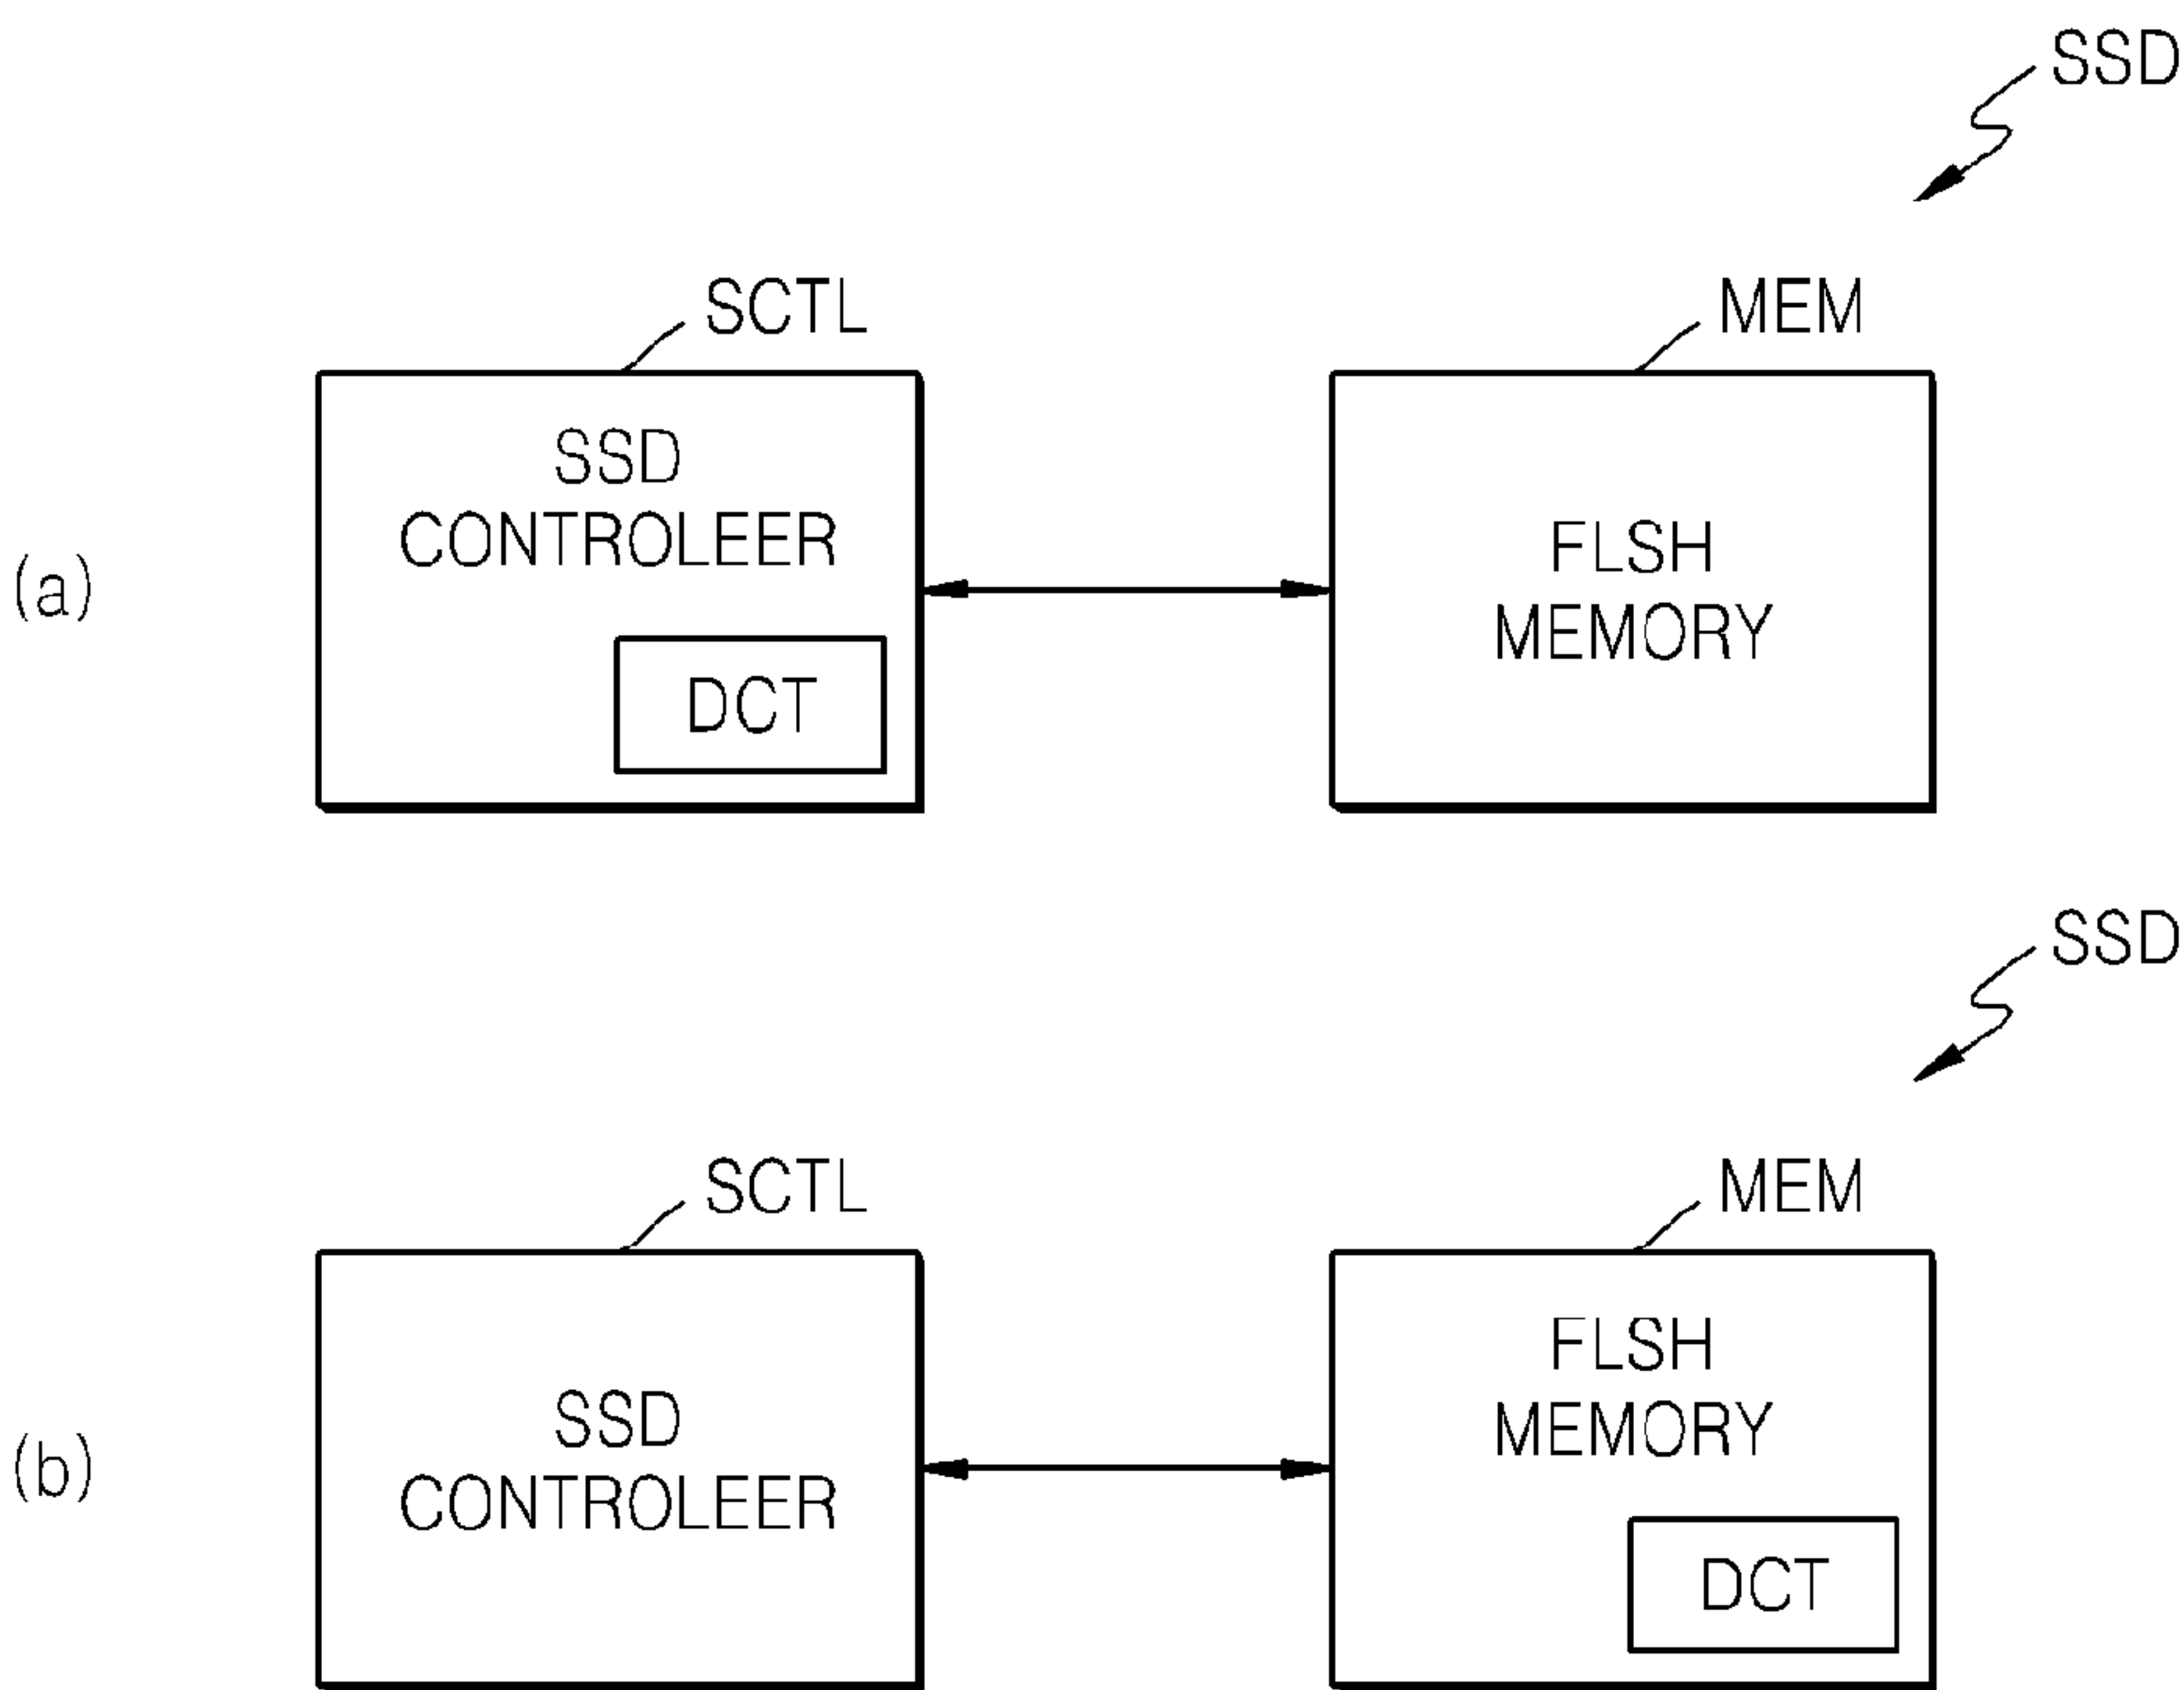 SSD
SCTL
MEM
SSD
CONTROLEER
FLSH
MEMORY
(a)
DCT
SSD
SCTL
MEM
FLSH
MEMORY
SSD
CONTROLEER
(b)
DCT